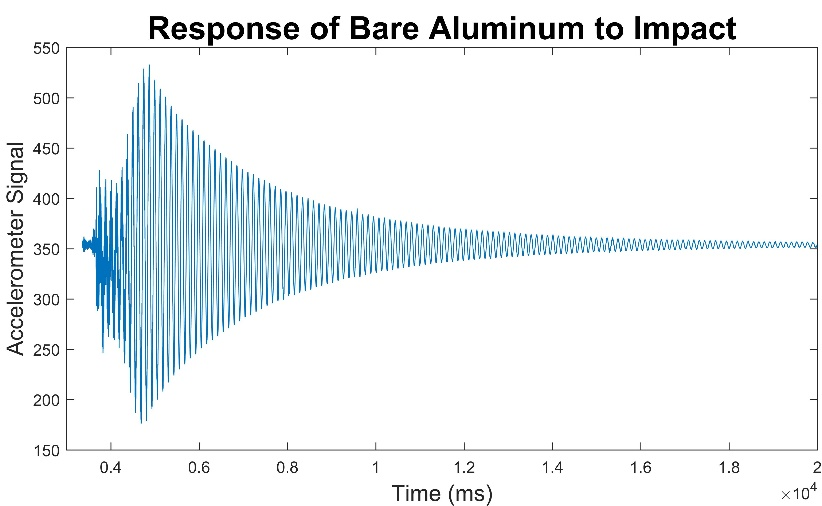 Response of Bare Aluminum to Impact
550
500
450
400
350
300
250
200
150
Accelerometer Signal
0.4 0.6 0.8 1 1.2 1.4 1.6 1.8 2
×10⁴
Time (ms)